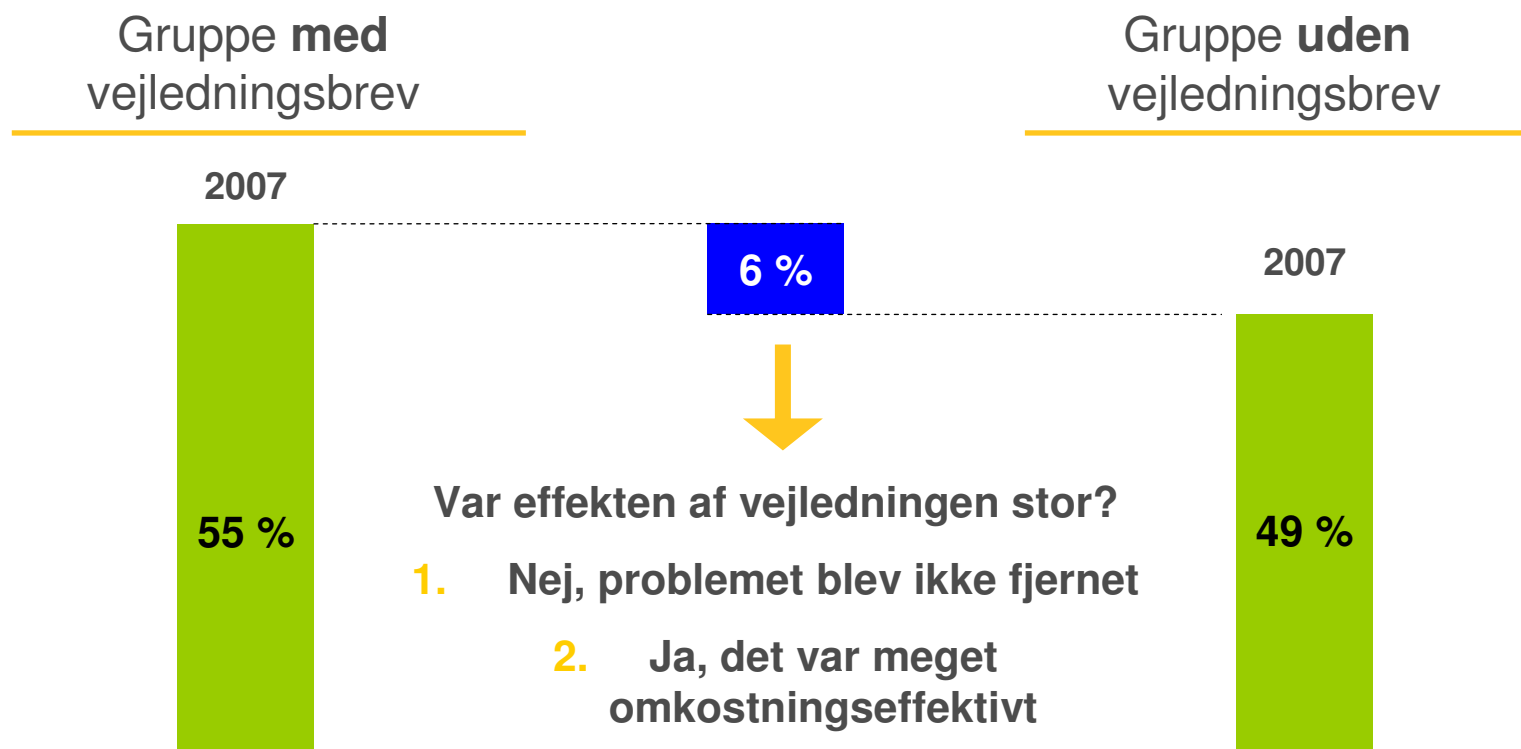 Gruppe med
vejledningsbrev
Gruppe uden
vejledningsbrev
2007
6 %
2007
55 %
49 %
Var effekten af vejledningen stor?
1. Nej, problemet blev ikke fjernet
2. Ja, det var meget
omkostningseffektivt